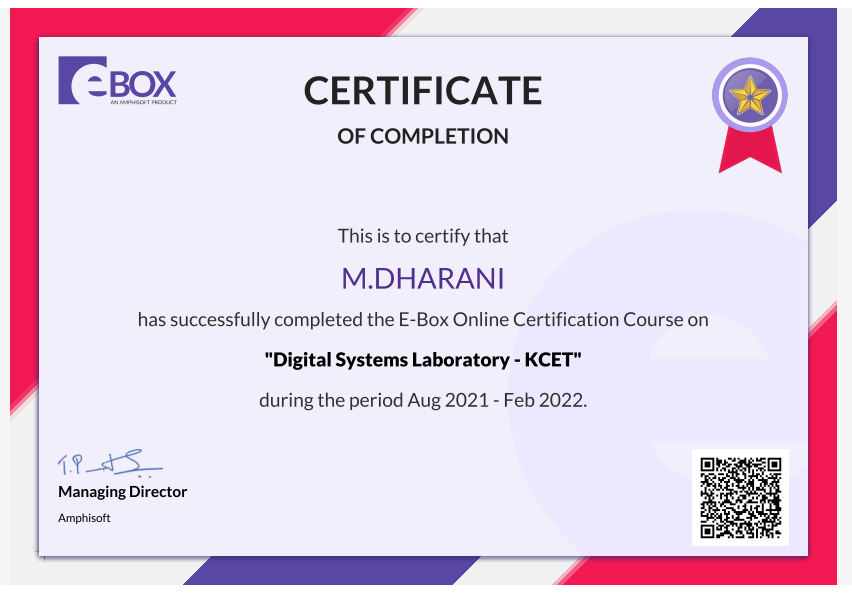 eBOX
AN AMPHISOFT PRODUCT
CERTIFICATE
OF COMPLETION
This is to certify that
M.DHARANI
has successfully completed the E-Box Online Certification Course on
"Digital Systems Laboratory - KCET"
during the period Aug 2021 - Feb 2022.
Managing Director
Amphisoft